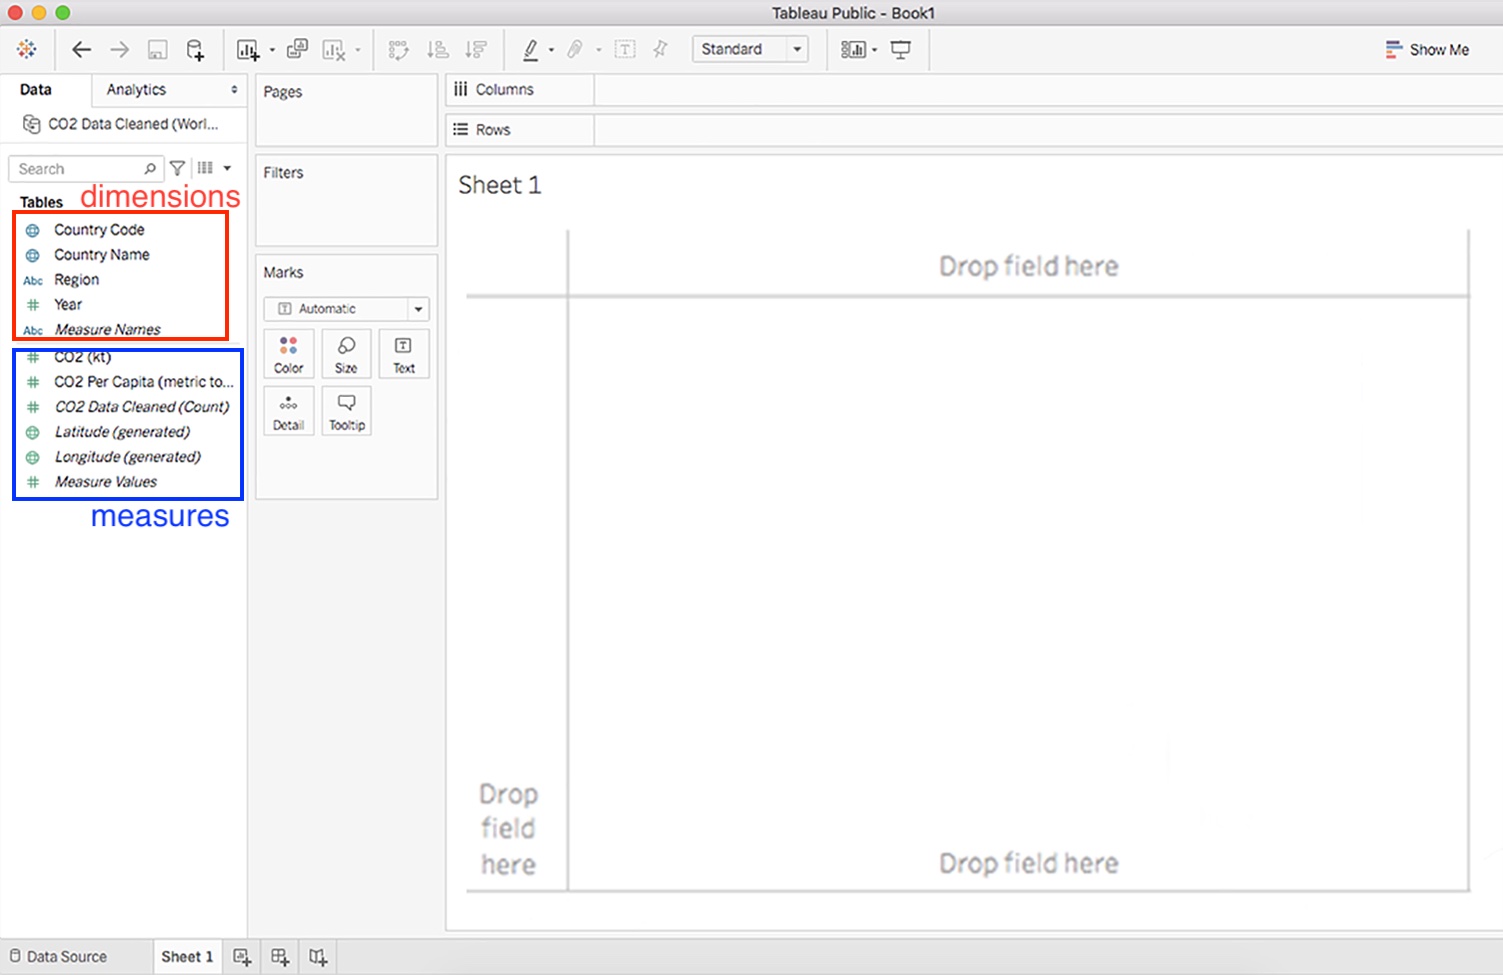 Tableau Public - Book1
Standard
Show Me
Data
Analytics
CO2 Data Cleaned (Worl...
Search
Tables
dimensions
Country Code
Country Name
Abc Region
Year
Abc Measure Names
CO2 (kt)
CO2 Per Capita (metric to...
CO2 Data Cleaned (Count)
Latitude (generated)
Longitude (generated)
Measure Values
measures
Pages
Filters
Marks
T Automatic
Color
Size
T
Text
Detail
Tooltip
Columns
Rows
Sheet 1
Drop field here
Drop
field
here
Drop field here
Data Source
Sheet 1